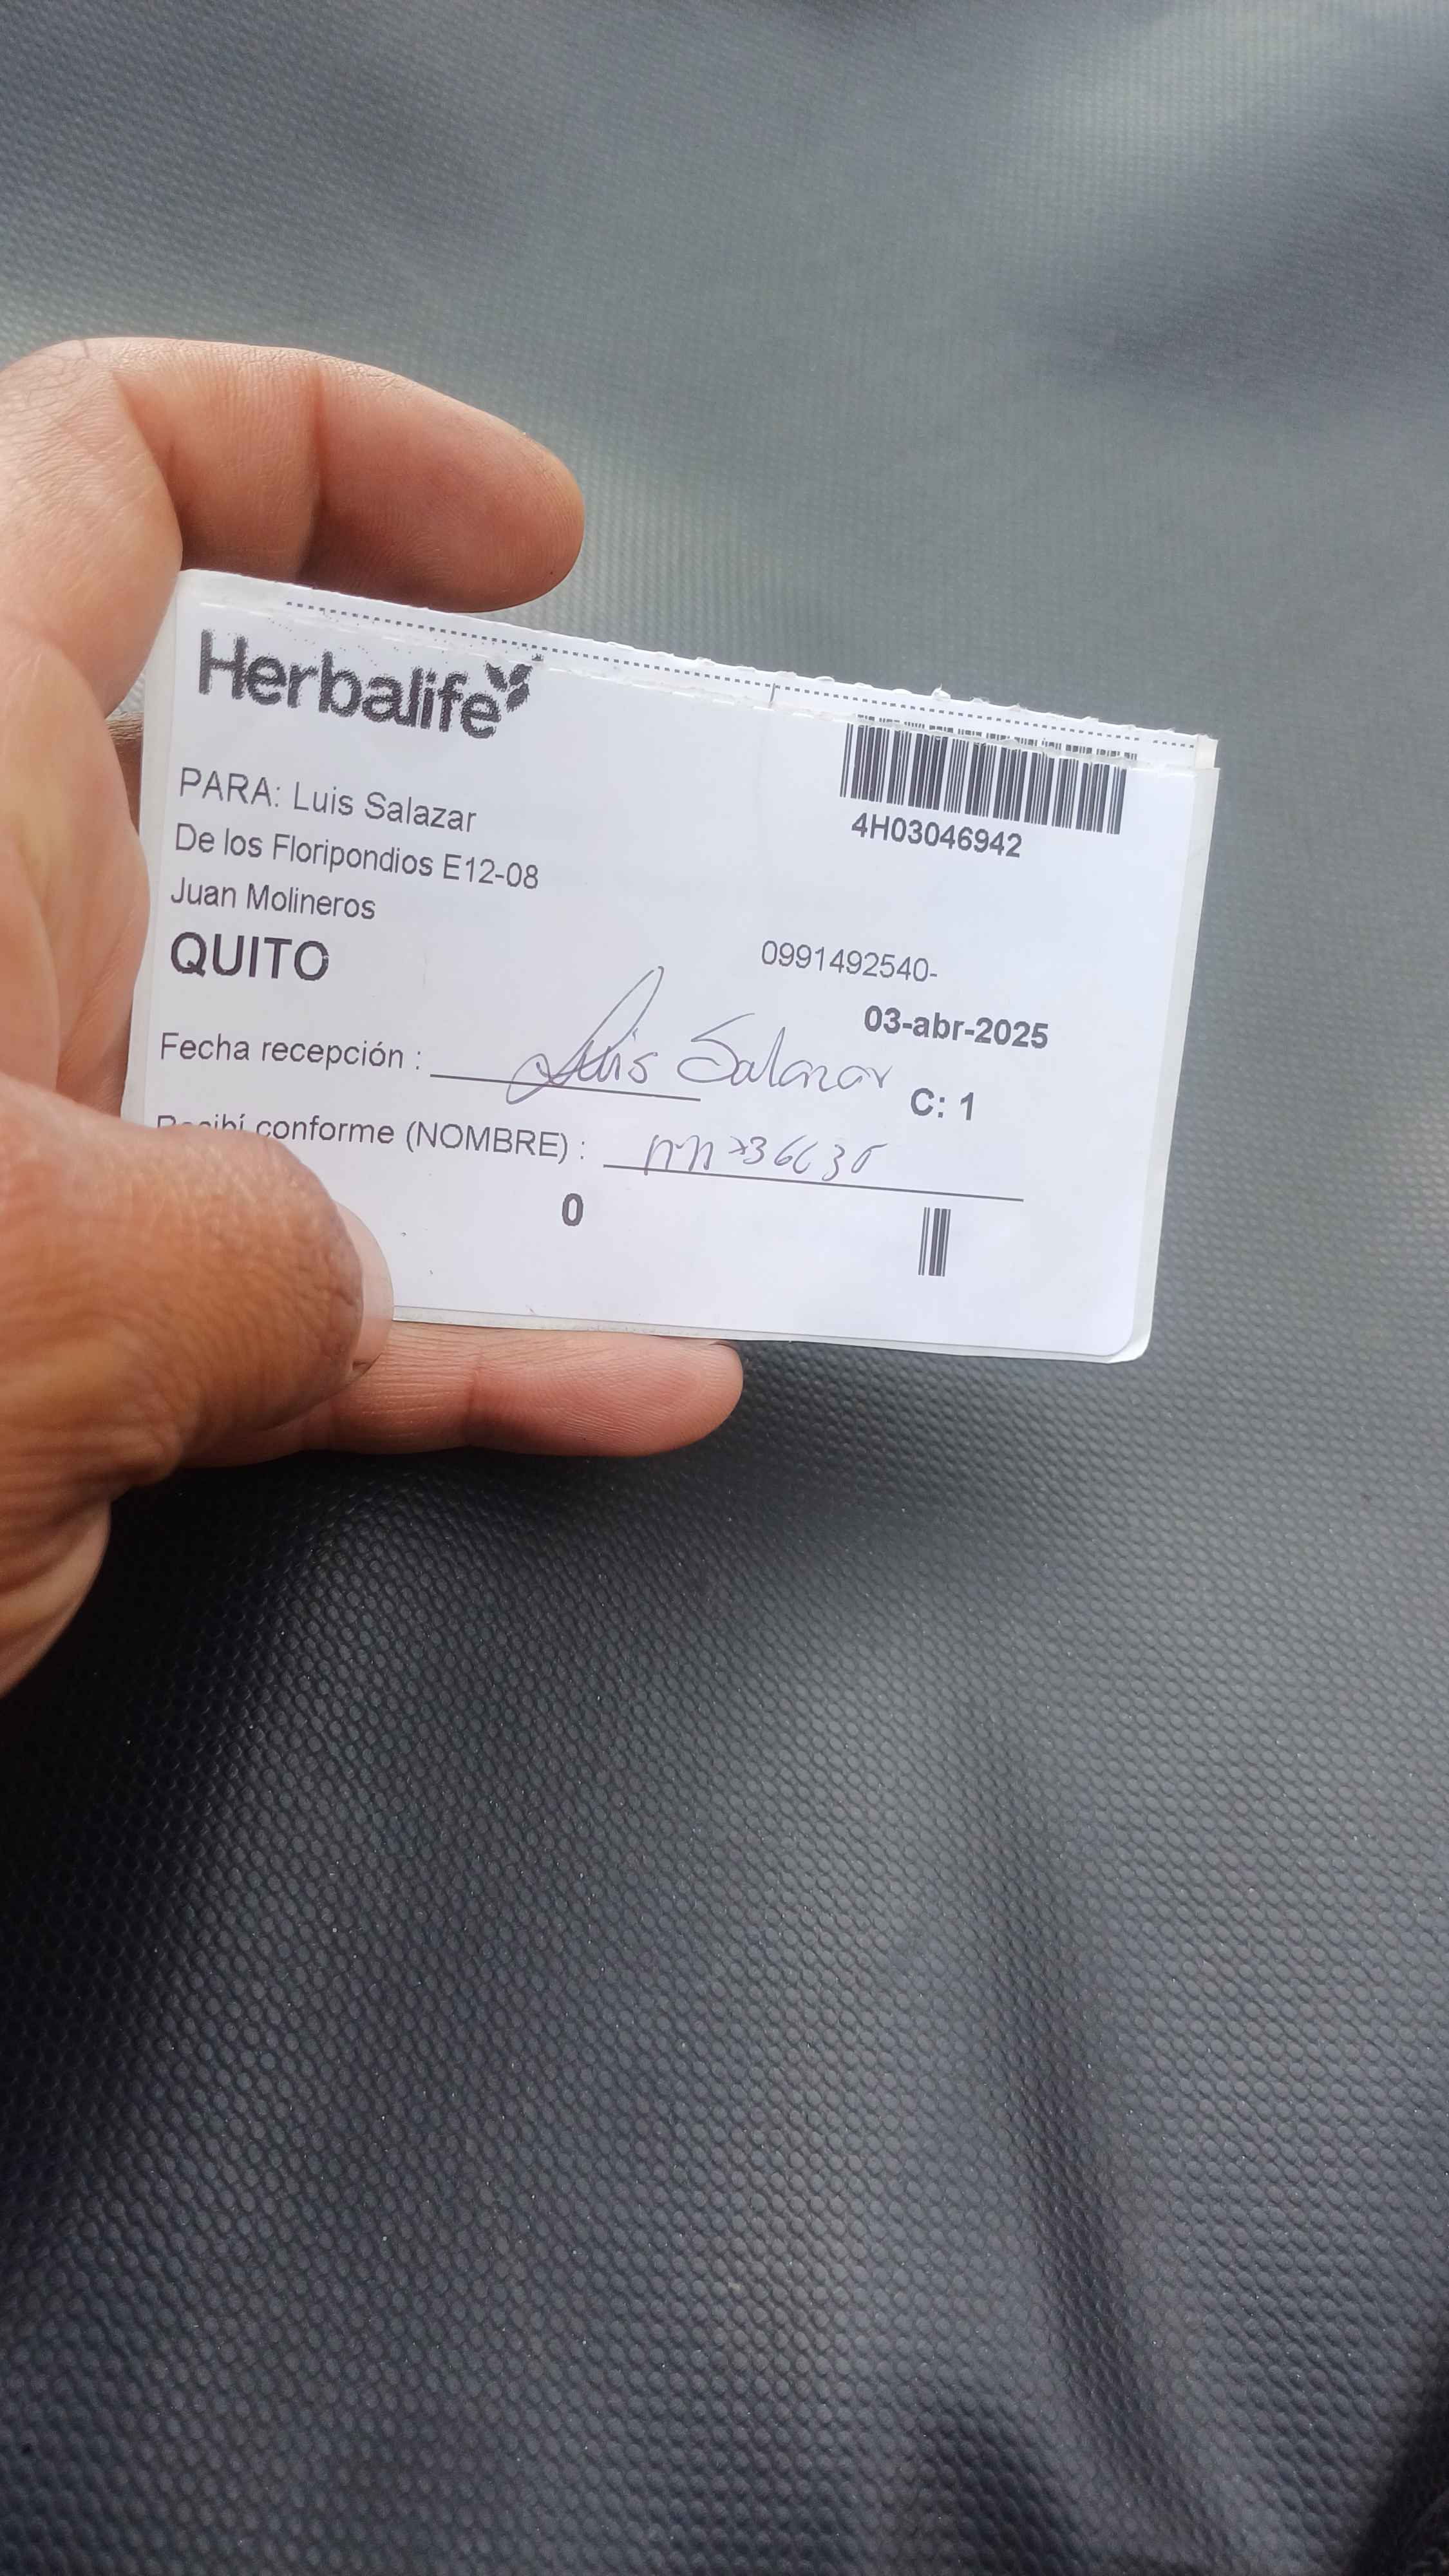 Herbalife
4H03046942
PARA: Luis Salazar
De los Floripondios E12-08
Juan Molineros
QUITO
0991492540-
03-abr-2025
Fecha recepción : Luis Salazar
C: 1
Recibí conforme (NOMBRE) :
0